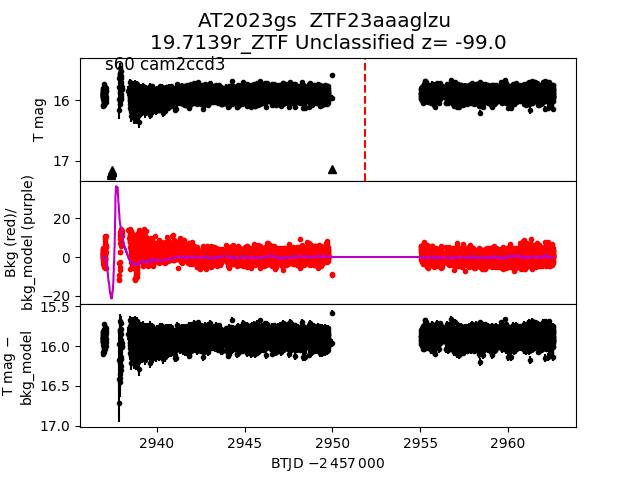 AT2023gs  ZTF23aaaglzu
19.7139r_ZTF Unclassified z= -99.0
s60 cam2ccd3
T mag
16
17
Bkg (red)/
bkg_model (purple)
20
0
−20
T mag −
bkg_model
15.5
16.0
16.5
17.0
2940
2945
2950
2955
2960
BTJD −2 457 000